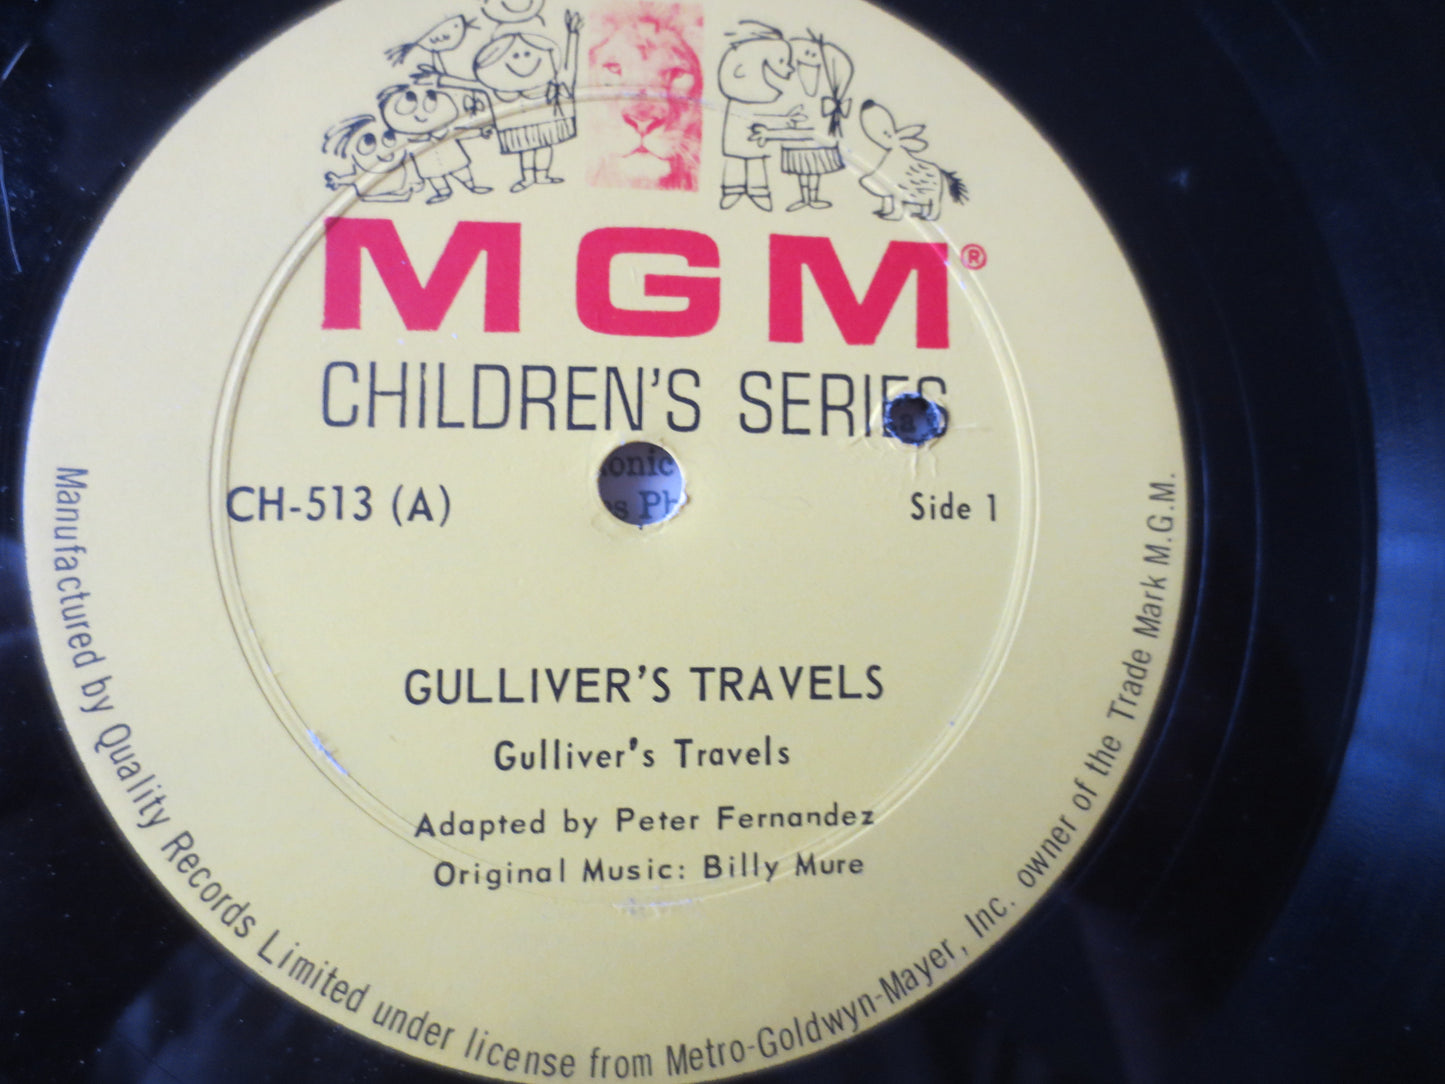 MGM®
CHILDREN'S SERIES
CH-513 (A)
Side 1
GULLIVER'S TRAVELS
Gulliver's Travels
Adapted by Peter Fernandez
Original Music: Billy Mure
Manufactured by Quality Records Limited under license from Metro-Goldwyn-Mayer, Inc. owner of the Trade Mark M.G.M.